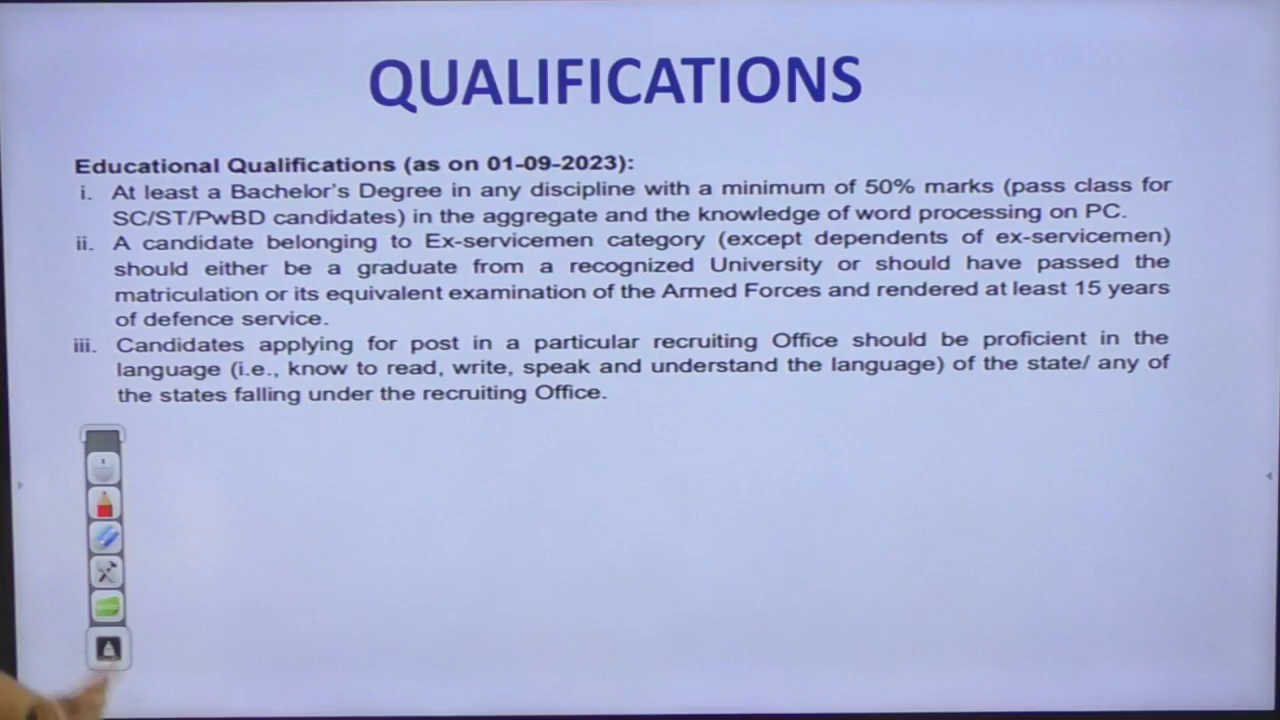 QUALIFICATIONS
Educational Qualifications (as on 01-09-2023):
i. At least a Bachelor's Degree in any discipline with a minimum of 50% marks (pass class for
SC/ST/PwBD candidates) in the aggregate and the knowledge of word processing on PC.
ii. A candidate belonging to Ex-servicemen category (except dependents of ex-servicemen)
should either be a graduate from a recognized University or should have passed the
matriculation or its equivalent examination of the Armed Forces and rendered at least 15 years
of defence service.
iii. Candidates applying for post in a particular recruiting Office should be proficient in the
language (i.e., know to read, write, speak and understand the language) of the state/ any of
the states falling under the recruiting Office.